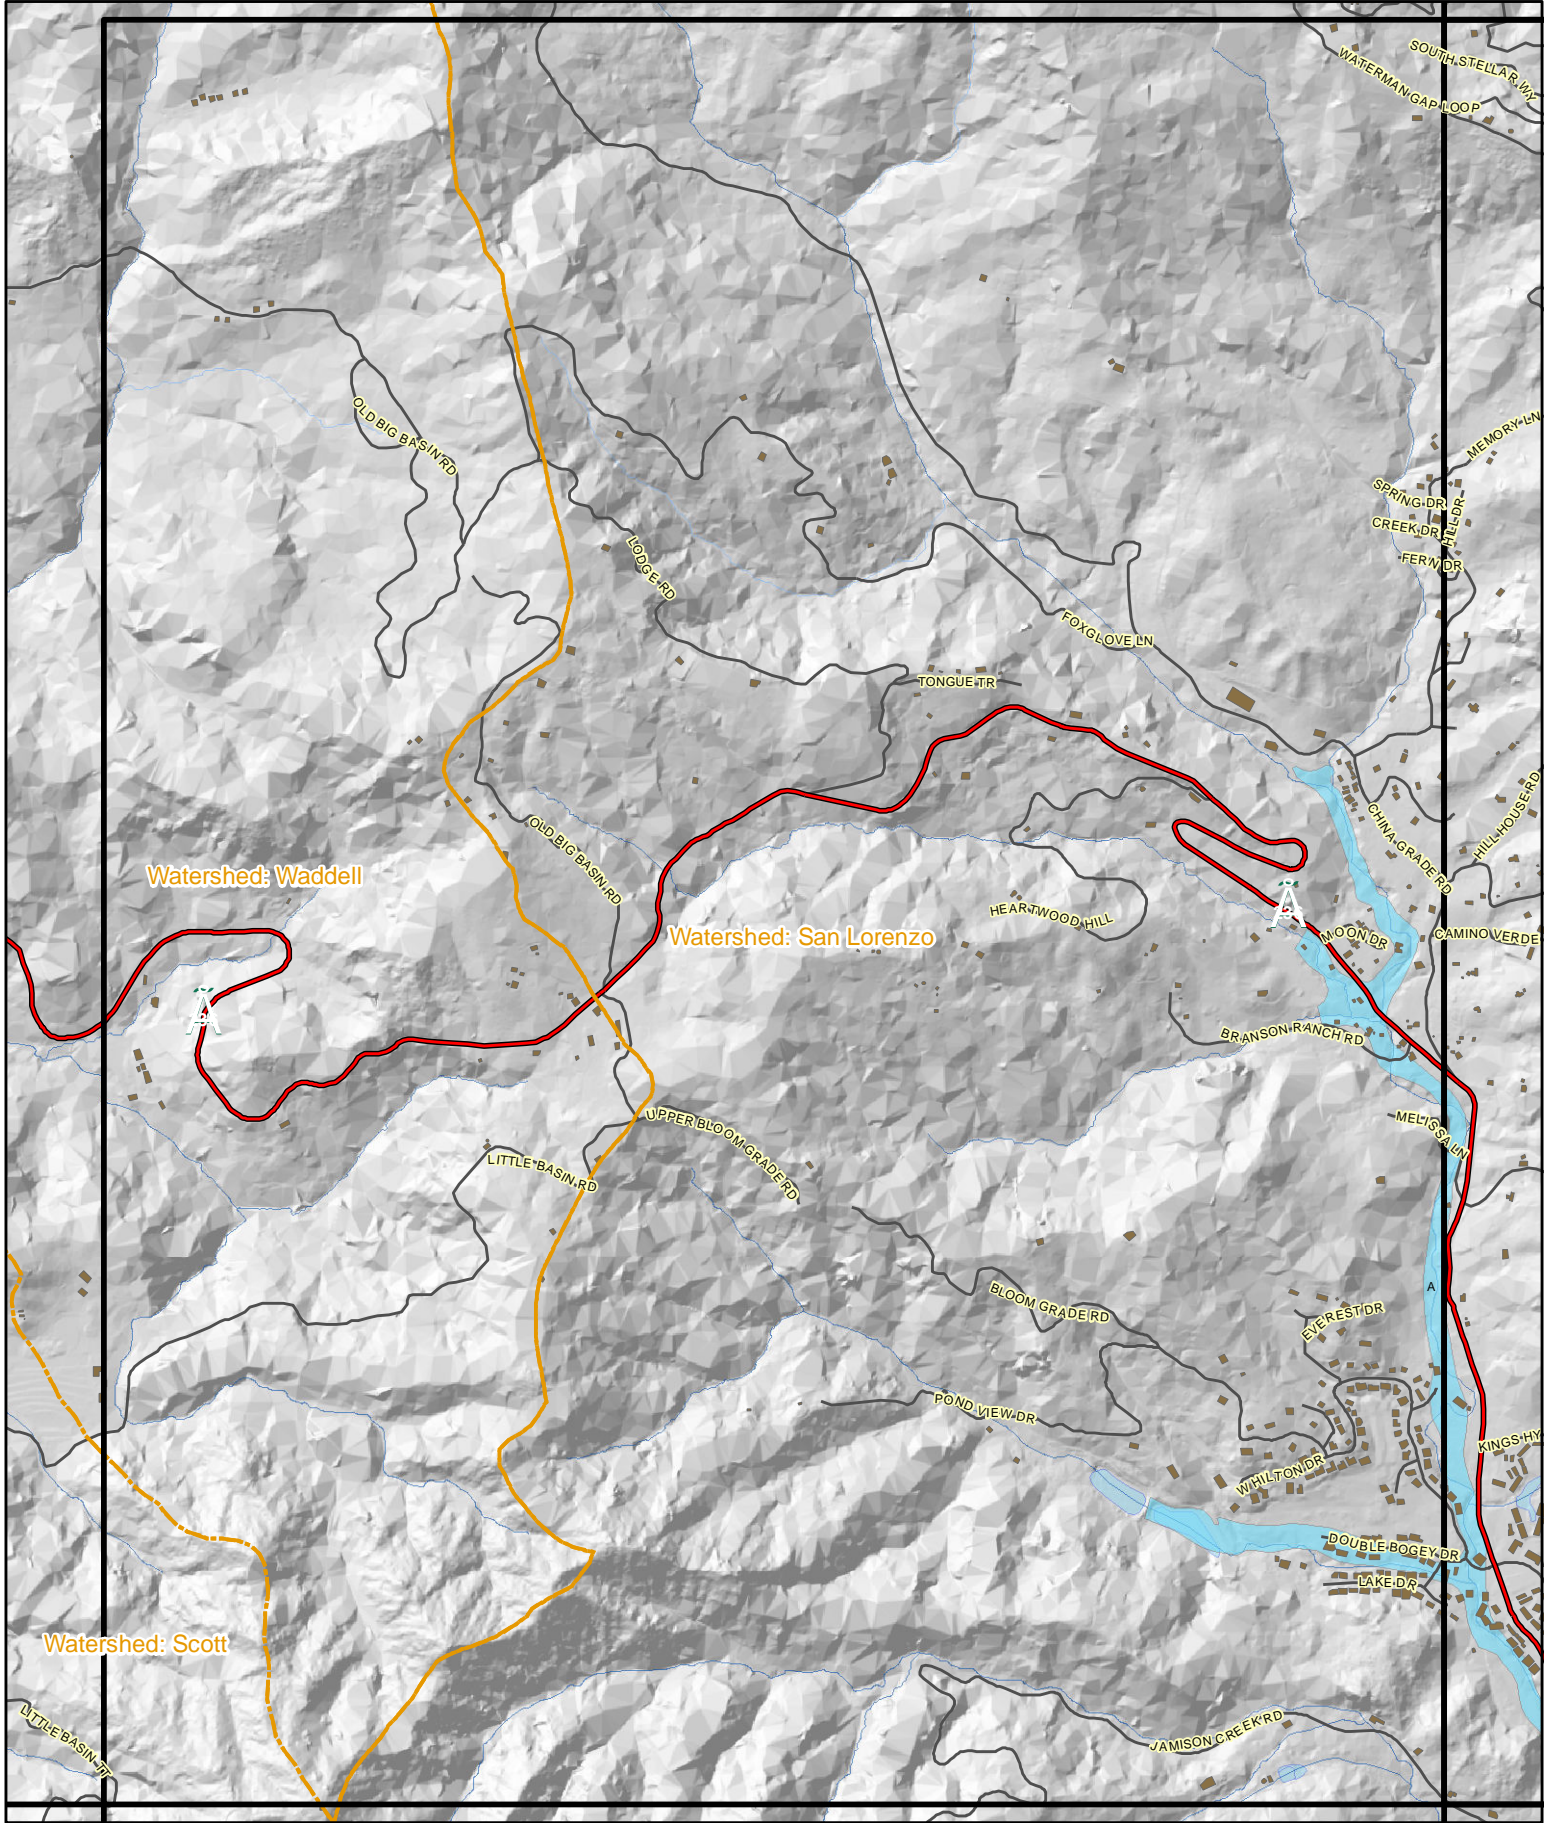 SOUTH STELLAR WY
WATERMAN GAP LOOP
OLD BIG BASIN RD
MEMORY LN
SPRING DR
HILL DR
CREEK DR
FERN DR
LODGE RD
FOXGLOVE LN
TONGUE TR
OLD BIG BASIN RD
CHINA GRADE RD
HILL HOUSE RD
Watershed: Waddell
HEARTWOOD HILL
Watershed: San Lorenzo
MOON DR
CAMINO VERDE
BRANSON RANCH RD
UPPER BLOOM GRADE RD
MELISSA LN
LITTLE BASIN RD
A
BLOOM GRADE RD
EVEREST DR
POND VIEW DR
KINGS HY
WHILTON DR
DOUBLE BOGEY DR
LAKE DR
Watershed: Scott
LITTLE BASIN TT
JAMISON CREEK RD